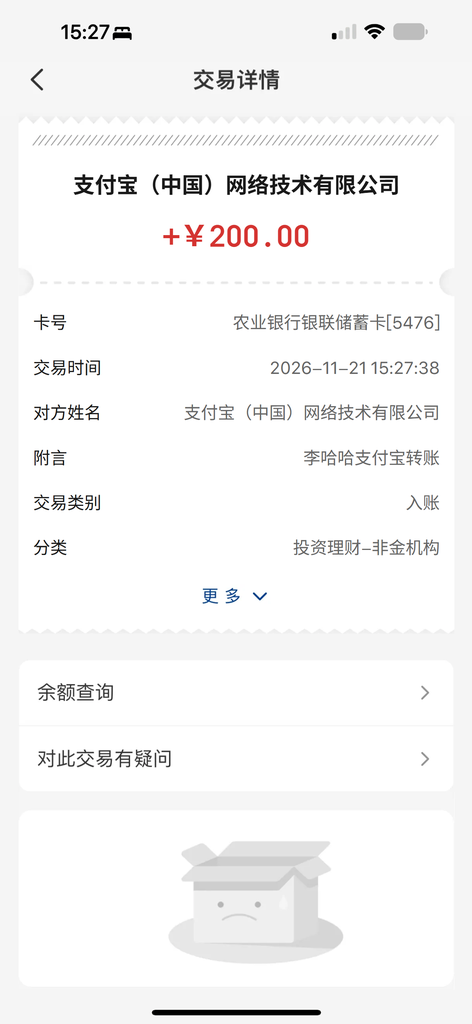 15:27
交易详情
支付宝（中国）网络技术有限公司
+￥200.00
卡号 农业银行银联储蓄卡[5476]
交易时间 2026-11-21 15:27:38
对方姓名 支付宝（中国）网络技术有限公司
附言 李哈哈支付宝转账
交易类别 入账
分类 投资理财-非金机构
更多
余额查询
对此交易有疑问